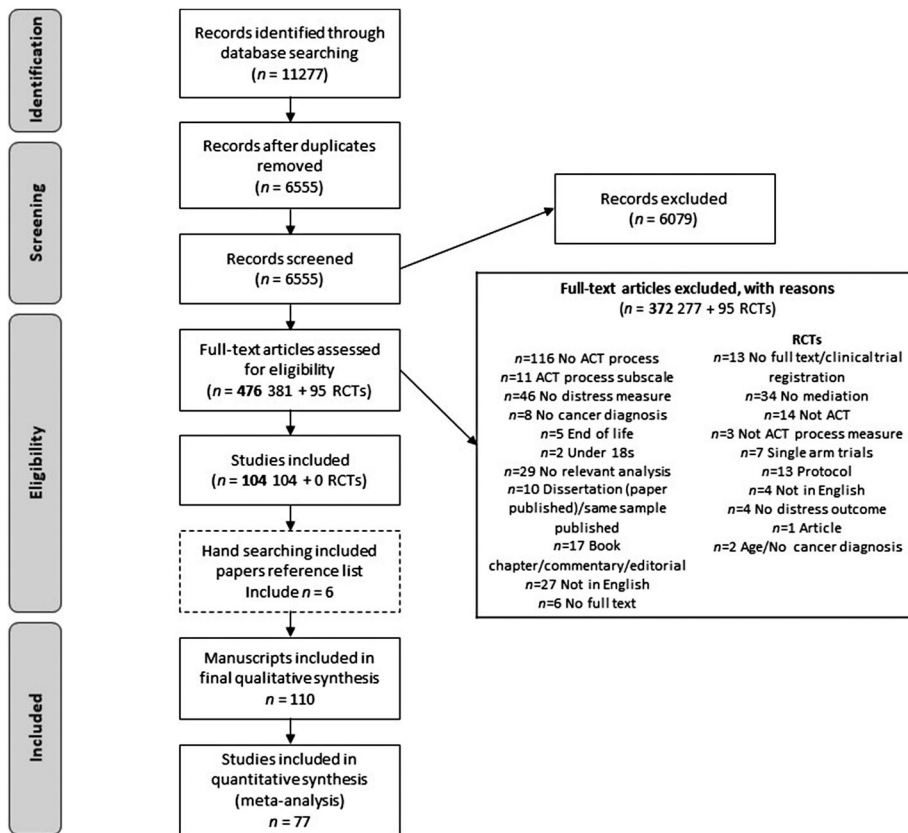 Identification
Records identified through
database searching
(n = 11277)
Screening
Records after duplicates
removed
(n = 6555)
Records screened
(n = 6555)
Records excluded
(n = 6079)
Eligibility
Full-text articles assessed
for eligibility
(n = 476 381 + 95 RCTs)
Full-text articles excluded, with reasons
(n = 372 277 + 95 RCTs)
n=116 No ACT process
n=11 ACT process subscale
n=46 No distress measure
n=8 No cancer diagnosis
n=5 End of life
n=2 Under 18s
n=29 No relevant analysis
n=10 Dissertation (paper
published)/same sample
published
n=17 Book
chapter/commentary/editorial
n=27 Not in English
n=6 No full text
RCTs
n=13 No full text/clinical trial
registration
n=34 No mediation
n=14 Not ACT
n=3 Not ACT process measure
n=7 Single arm trials
n=13 Protocol
n=4 Not in English
n=4 No distress outcome
n=1 Article
n=2 Age/No cancer diagnosis
Studies included
(n = 104 104 + 0 RCTs)
Hand searching included
papers reference list
Include n = 6
Included
Manuscripts included in
final qualitative synthesis
n = 110
Studies included in
quantitative synthesis
(meta-analysis)
n = 77